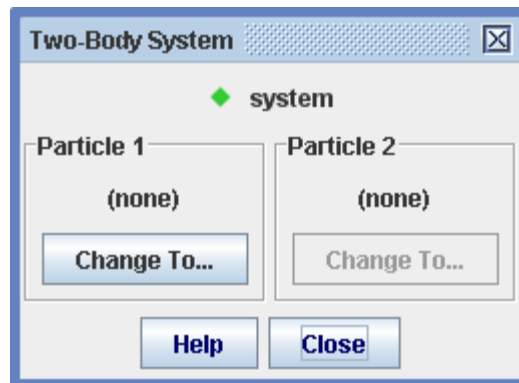 Two-Body System
system
Particle 1
Particle 2
(none)
(none)
Change To...
Change To...
Help
Close